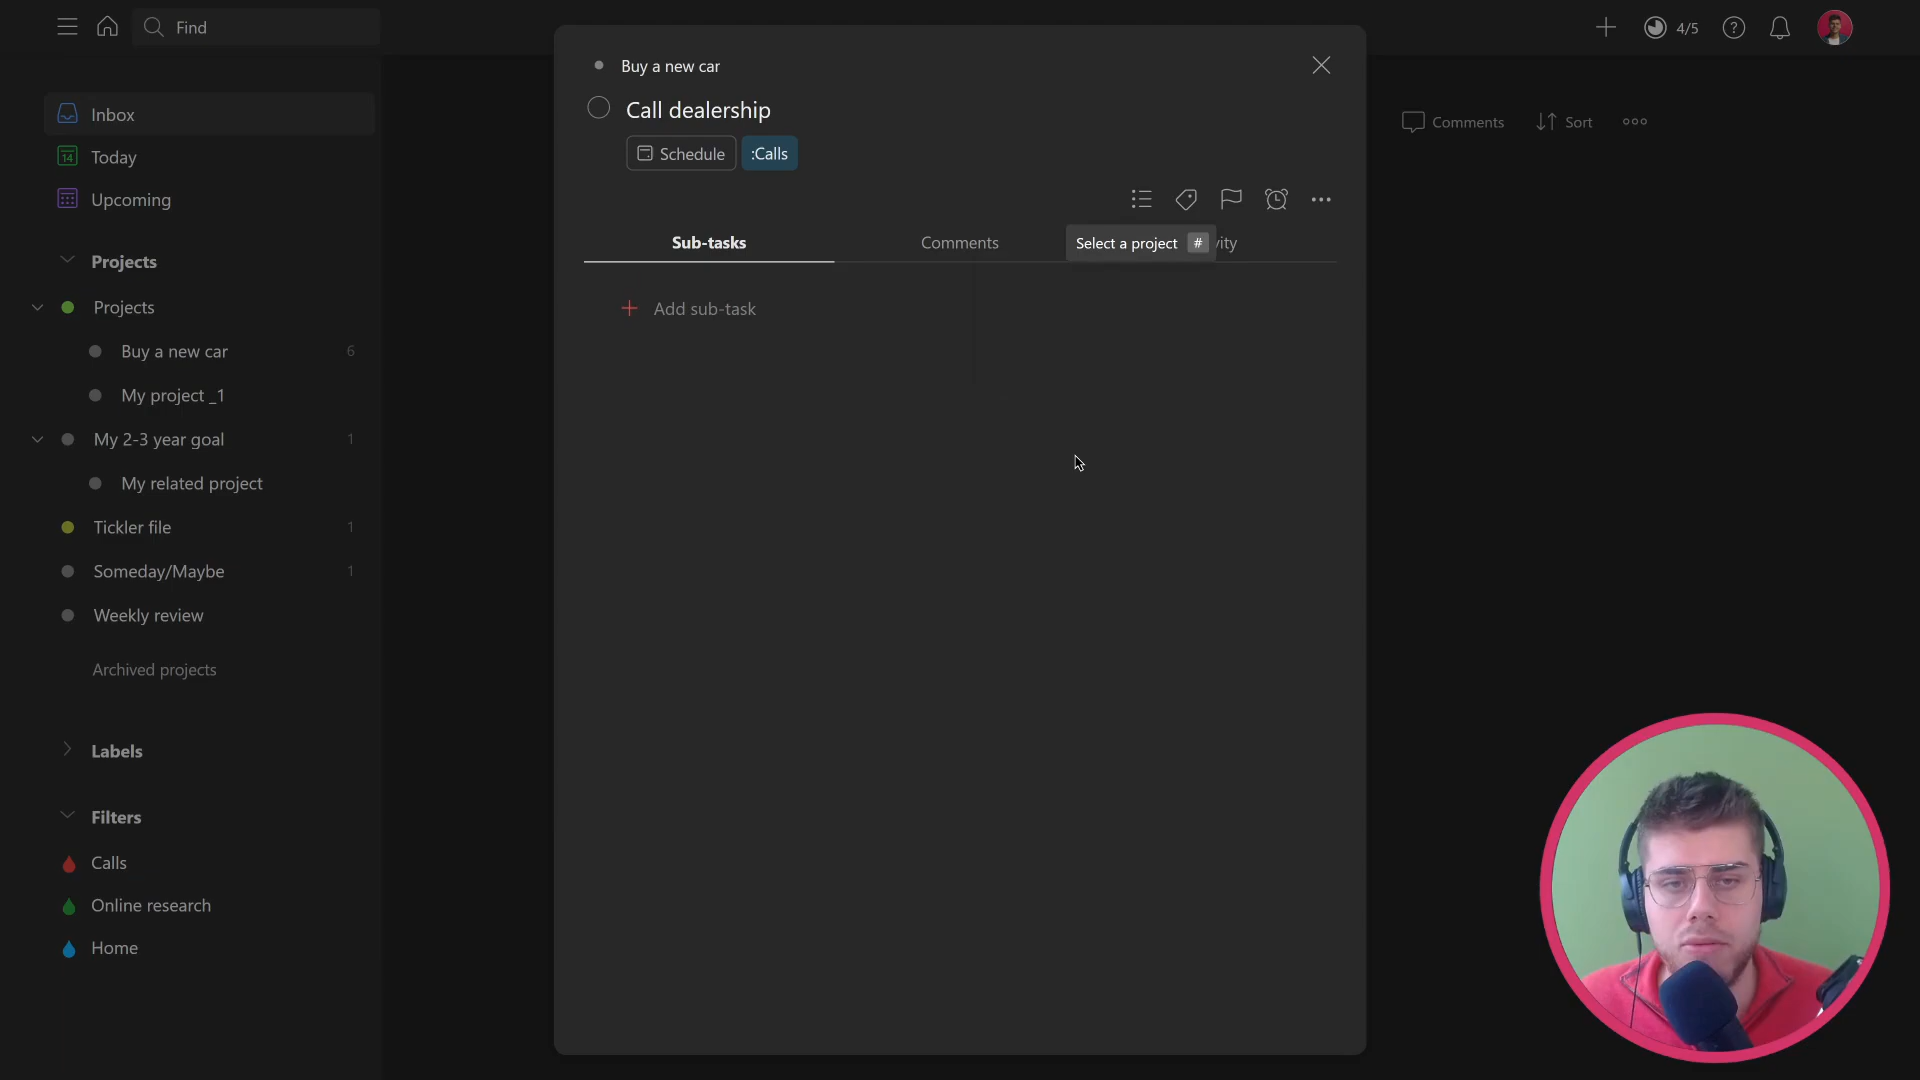 Find
4/5
?
Inbox
14
Today
Upcoming
Projects
Projects
Buy a new car 6
My project _1
My 2-3 year goal 1
My related project
Tickler file 1
Someday/Maybe 1
Weekly review
Archived projects
Labels
Filters
Calls
Online research
Home
Buy a new car
Call dealership
Schedule :Calls
Sub-tasks Comments Select a project # vity
Add sub-task
Comments Sort